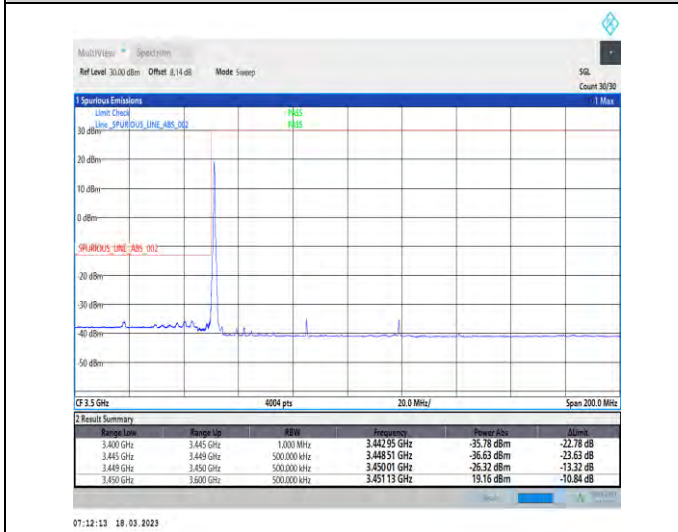 MultiView Spectrum
Ref Level 30.00 dBm Offset 8.14 dB Mode Sweep SGL
Count 30/30
1 Spurious Emissions 1 Max
Limit Check PASS
Line _SPURIOUS_LINE_ABS_002 PASS
30 dBm
20 dBm
10 dBm
0 dBm
SPURIOUS_LINE_ABS_002
-20 dBm
-30 dBm
-40 dBm
-50 dBm
CF 3.5 GHz 4004 pts 20.0 MHz/ Span 200.0 MHz
2 Result Summary
Range Low Range Up RBW Frequency Power Abs ΔLimit
3.400 GHz 3.445 GHz 1.000 MHz 3.442 95 GHz -35.78 dBm -22.78 dB
3.445 GHz 3.449 GHz 500.000 kHz 3.448 51 GHz -36.63 dBm -23.63 dB
3.449 GHz 3.450 GHz 500.000 kHz 3.450 01 GHz -26.32 dBm -13.32 dB
3.450 GHz 3.600 GHz 500.000 kHz 3.451 13 GHz 19.16 dBm -10.84 dB
07:12:13 18.03.2023